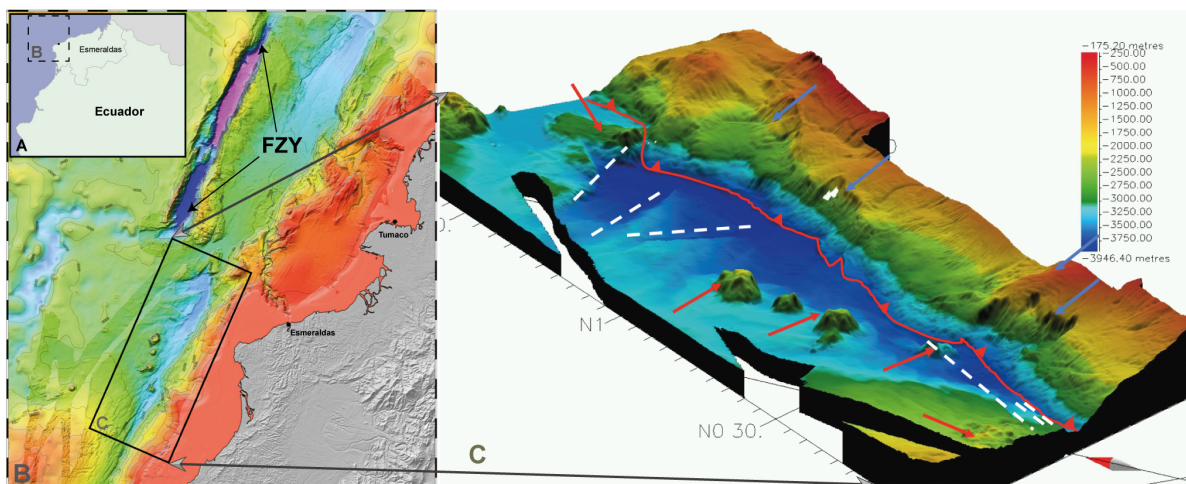 B
Esmeraldas
Ecuador
A
FZY
Tumaco
Esmeraldas
C
B
−175.20 metres
−250.00
−500.00
−750.00
−1000.00
−1250.00
−1500.00
−1750.00
−2000.00
−2250.00
−2500.00
−2750.00
−3000.00
−3250.00
−3500.00
−3750.00
−3946.40 metres
0.
N1
N0 30.
C